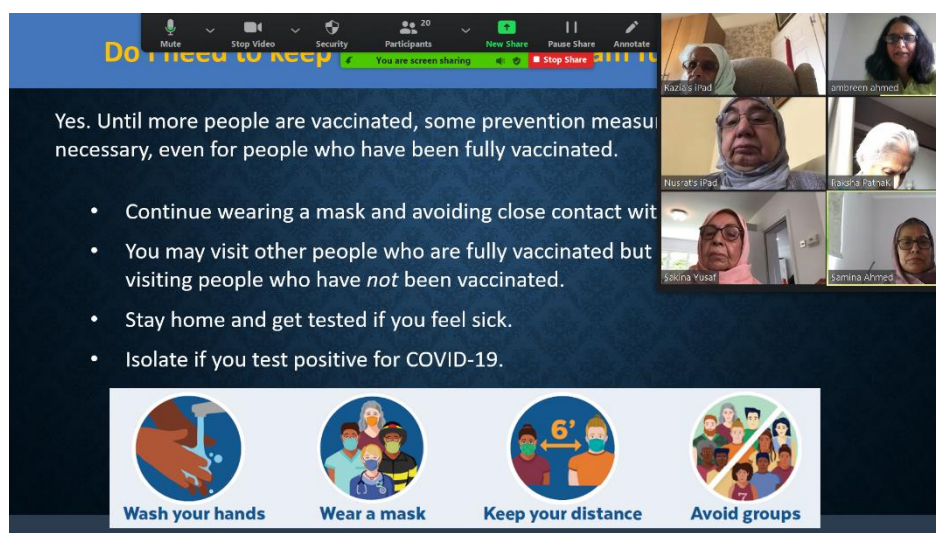 20
Mute
Stop Video
Security
Participants
New Share
Pause Share
Annotate
You are screen sharing
Stop Share
Do I need to keep
Razia's iPad
ambreen ahmed
Nusrat's iPad
Raksha Pathak
Sakina Yusaf
Samina Ahmed
Yes. Until more people are vaccinated, some prevention
necessary, even for people who have been fully vaccinated.
• Continue wearing a mask and avoiding close contact
• You may visit other people who are fully vaccinated but
visiting people who have not been vaccinated.
• Stay home and get tested if you feel sick.
• Isolate if you test positive for COVID-19.
6'
Wash your hands
Wear a mask
Keep your distance
Avoid groups